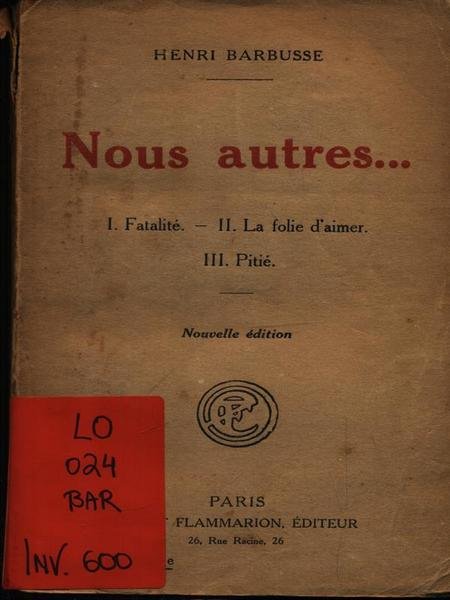 HENRI BARBUSSE
Nous autres...
I. Fatalité. — II. La folie d'aimer.
III. Pitié.
Nouvelle édition
PARIS
FLAMMARION, ÉDITEUR
26, Rue Racine, 26
LO
024
BAR
INV. 600